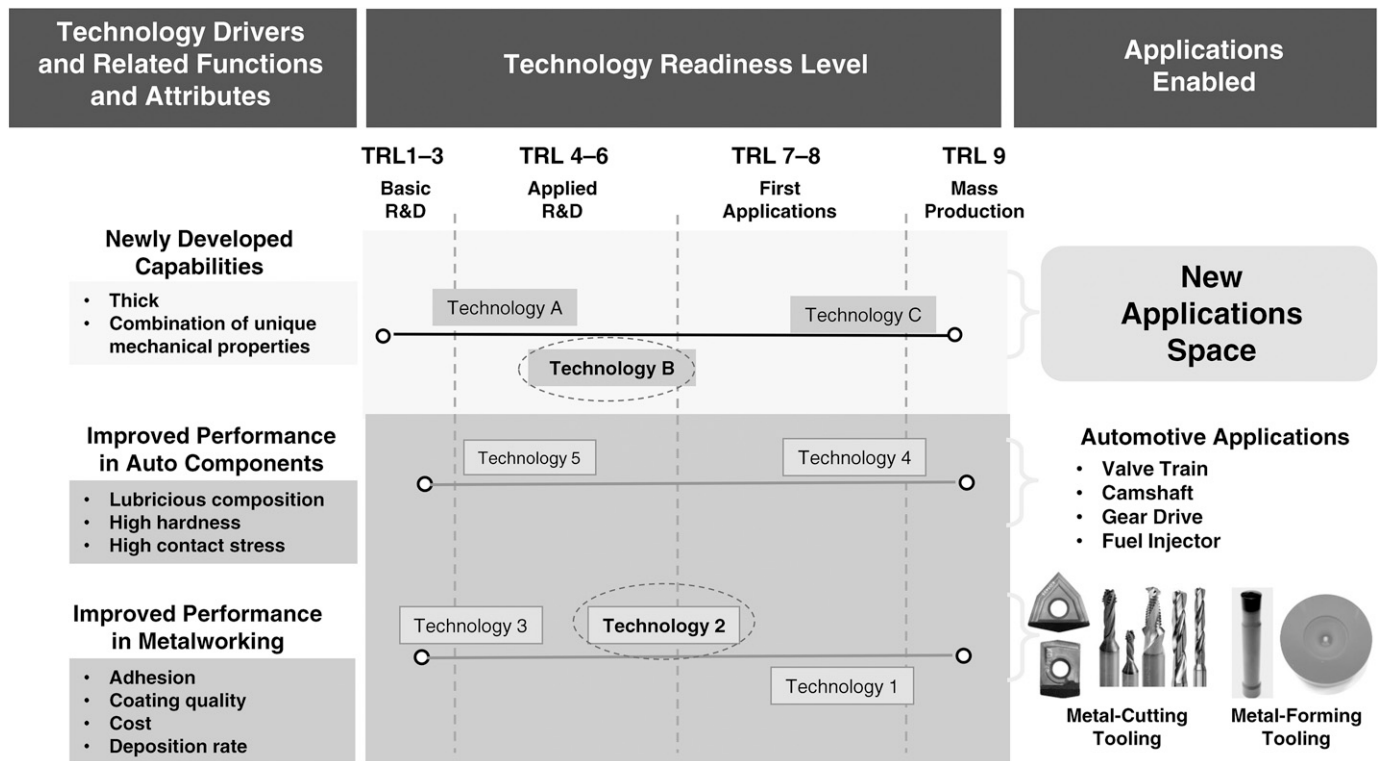 Technology Drivers
and Related Functions
and Attributes
Technology Readiness Level
Applications
Enabled
TRL1–3
TRL 4–6
TRL 7–8
TRL 9
Basic
R&D
Applied
R&D
First
Applications
Mass
Production
Newly Developed
Capabilities
• Thick
• Combination of unique
mechanical properties
Technology A
Technology B
Technology C
New
Applications
Space
Improved Performance
in Auto Components
• Lubricious composition
• High hardness
• High contact stress
Technology 5
Technology 4
Automotive Applications
• Valve Train
• Camshaft
• Gear Drive
• Fuel Injector
Improved Performance
in Metalworking
• Adhesion
• Coating quality
• Cost
• Deposition rate
Technology 3
Technology 2
Technology 1
Metal-Cutting
Tooling
Metal-Forming
Tooling